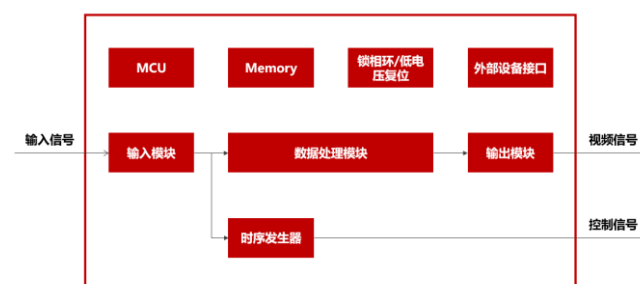 MCU
Memory
锁相环/低电
压复位
外部设备接口
输入信号
输入模块
数据处理模块
输出模块
视频信号
时序发生器
控制信号